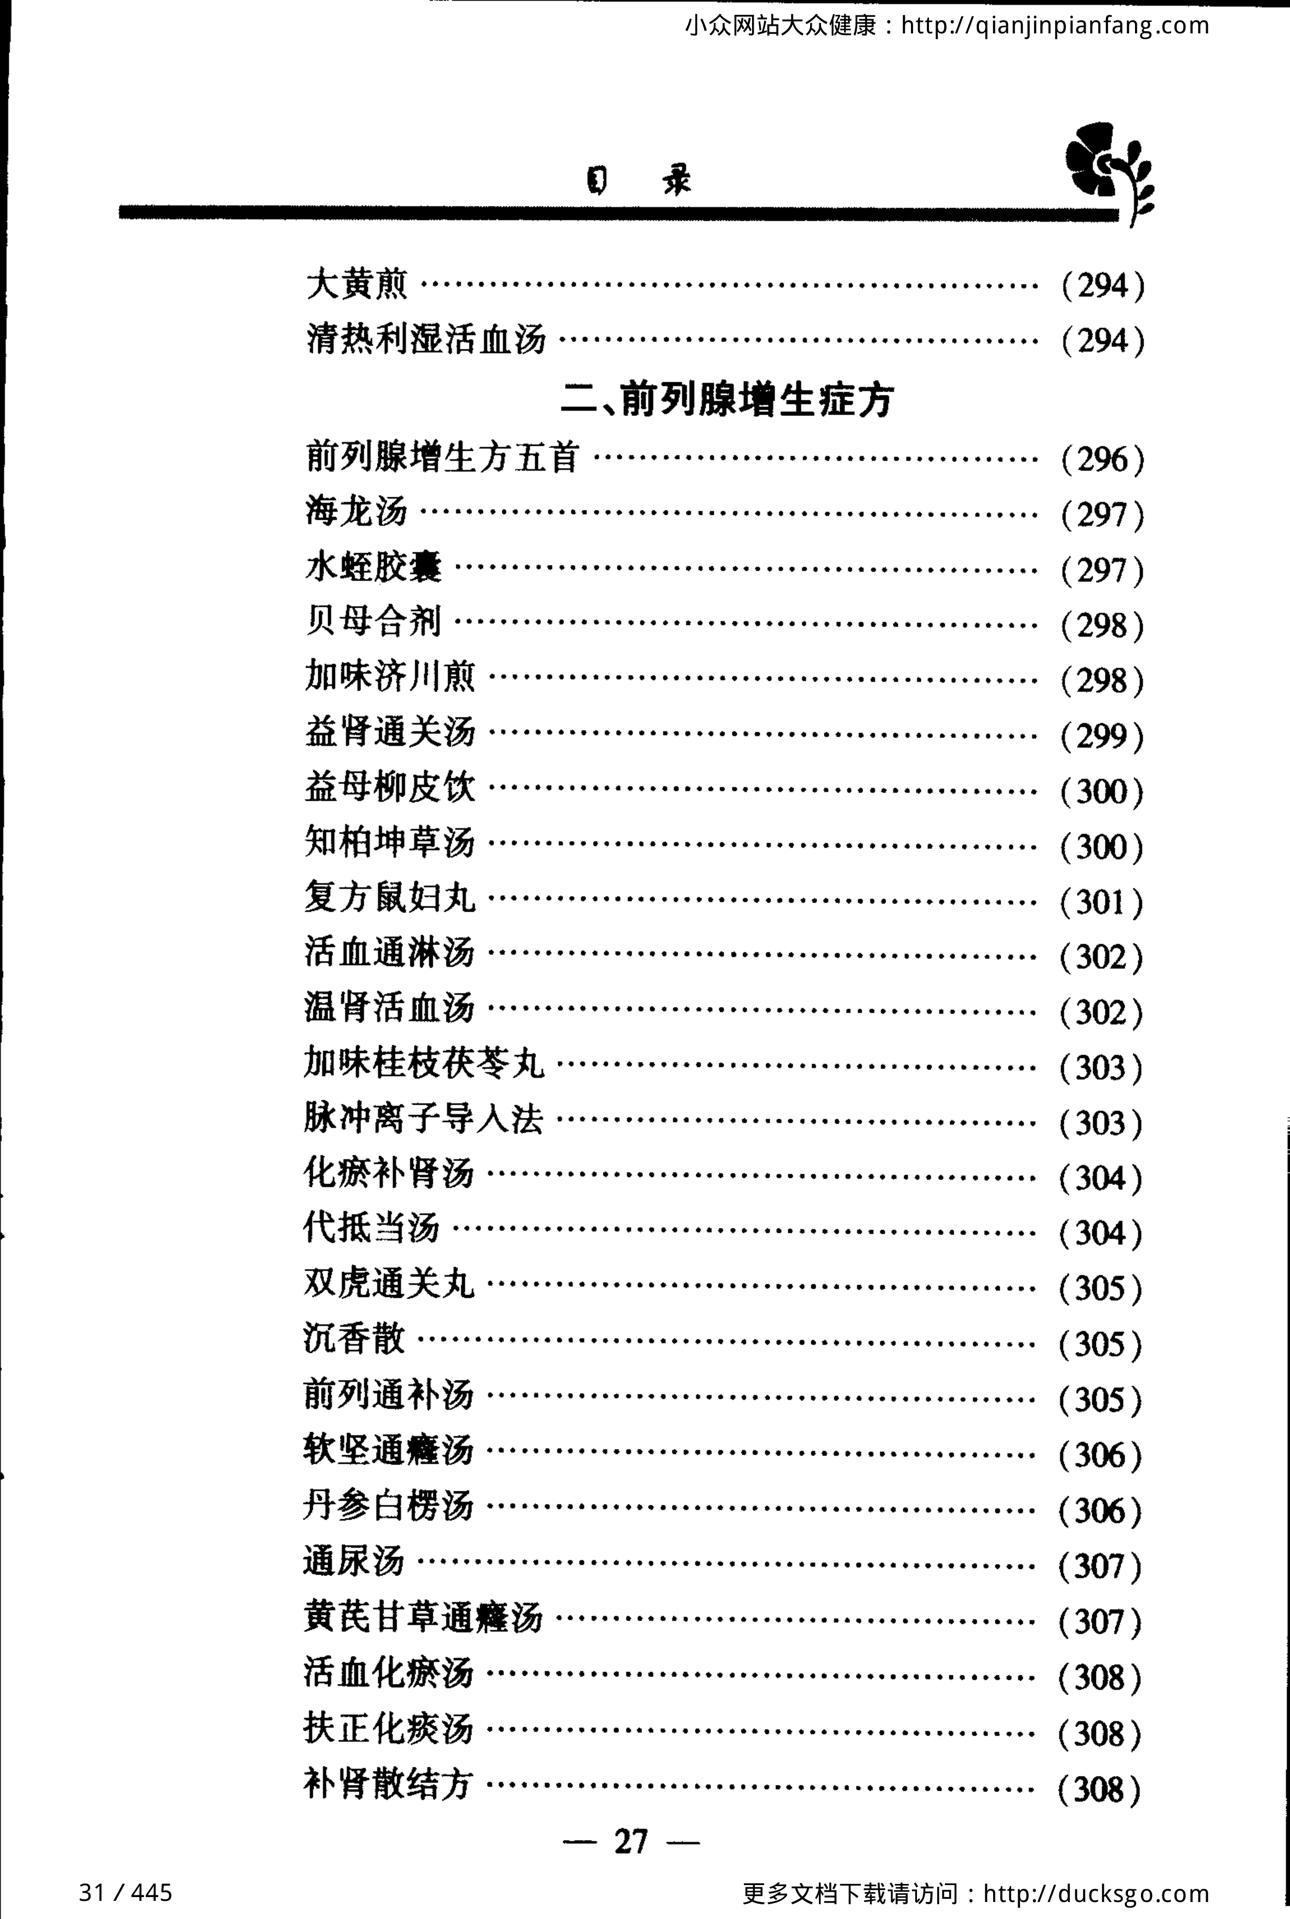 小众网站大众健康：http://qianjinpianfang.com
目 录
大黄煎 …………………………………………… (294)
清热利湿活血汤 …………………………………… (294)
二、前列腺增生症方
前列腺增生方五首 ………………………………… (296)
海龙汤 …………………………………………… (297)
水蛭胶囊 ………………………………………… (297)
贝母合剂 ………………………………………… (298)
加味济川煎 ……………………………………… (298)
益肾通关汤 ……………………………………… (299)
益母柳皮饮 ……………………………………… (300)
知柏坤草汤 ……………………………………… (300)
复方鼠妇丸 ……………………………………… (301)
活血通淋汤 ……………………………………… (302)
温肾活血汤 ……………………………………… (302)
加味桂枝茯苓丸 …………………………………… (303)
脉冲离子导入法 …………………………………… (303)
化瘀补肾汤 ……………………………………… (304)
代抵当汤 ………………………………………… (304)
双虎通关丸 ……………………………………… (305)
沉香散 …………………………………………… (305)
前列通补汤 ……………………………………… (305)
软坚通癃汤 ……………………………………… (306)
丹参白楞汤 ……………………………………… (306)
通尿汤 …………………………………………… (307)
黄芪甘草通癃汤 …………………………………… (307)
活血化瘀汤 ……………………………………… (308)
扶正化痰汤 ……………………………………… (308)
补肾散结方 ……………………………………… (308)
— 27 —
31 / 445
更多文档下载请访问：http://ducksgo.com